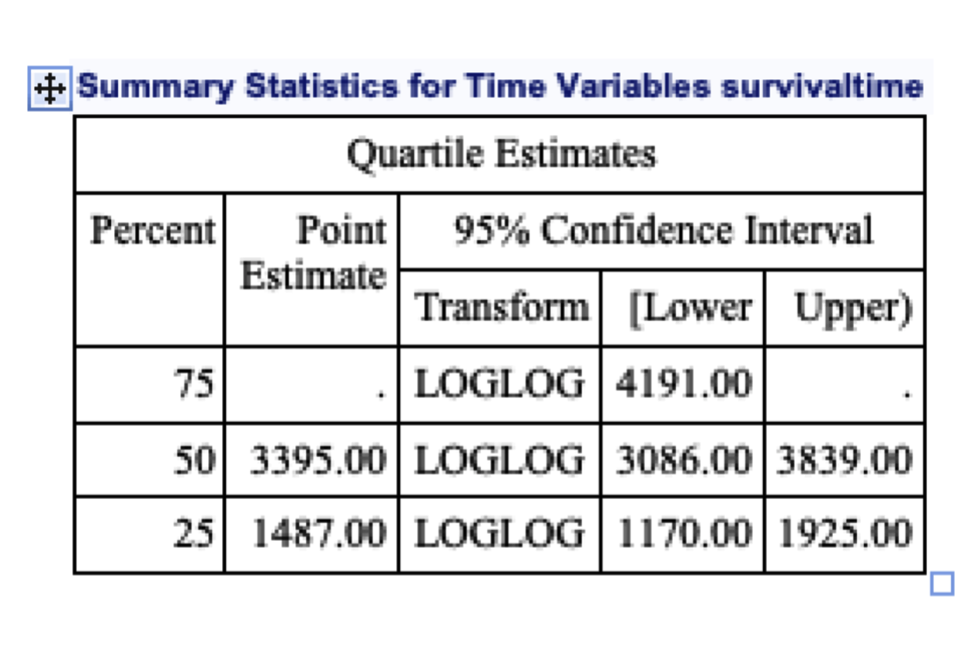 Summary Statistics for Time Variables survivaltime
Quartile Estimates
Percent Point Estimate 95% Confidence Interval
Transform [Lower Upper)
75 . LOGLOG 4191.00 .
50 3395.00 LOGLOG 3086.00 3839.00
25 1487.00 LOGLOG 1170.00 1925.00